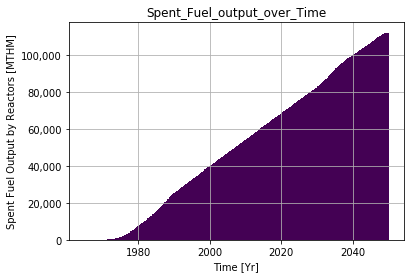 Spent_Fuel_output_over_Time
Spent Fuel Output by Reactors [MTHM]
100,000
80,000
60,000
40,000
20,000
0
1980 2000 2020 2040
Time [Yr]